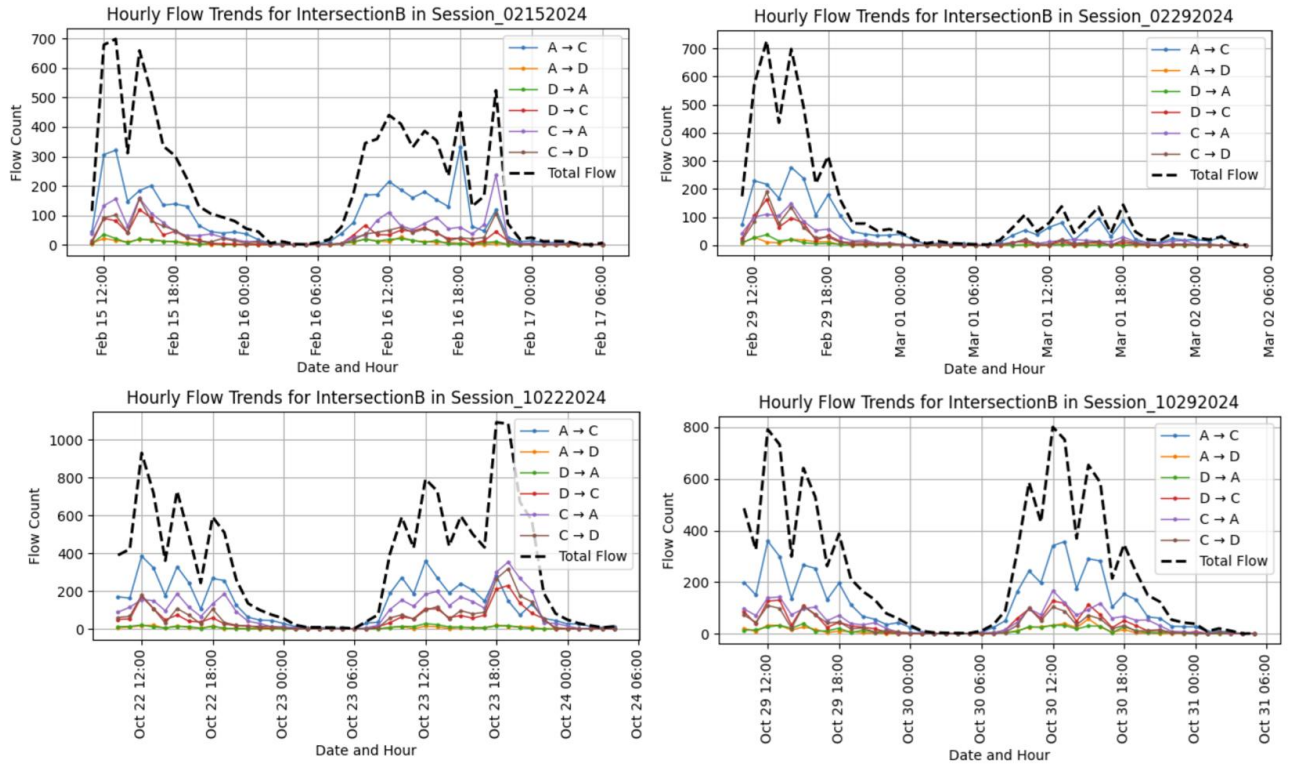 Hourly Flow Trends for IntersectionB in Session_02152024
Flow Count
700
600
500
400
300
200
100
0
A → C
A → D
D → A
D → C
C → A
C → D
Total Flow
Feb 15 12:00
Feb 15 18:00
Feb 16 00:00
Feb 16 06:00
Feb 16 12:00
Feb 16 18:00
Feb 17 00:00
Feb 17 06:00
Date and Hour
Hourly Flow Trends for IntersectionB in Session_02292024
Flow Count
700
600
500
400
300
200
100
0
A → C
A → D
D → A
D → C
C → A
C → D
Total Flow
Feb 29 12:00
Feb 29 18:00
Mar 01 00:00
Mar 01 06:00
Mar 01 12:00
Mar 01 18:00
Mar 02 00:00
Mar 02 06:00
Date and Hour
Hourly Flow Trends for IntersectionB in Session_10222024
Flow Count
1000
800
600
400
200
0
A → C
A → D
D → A
D → C
C → A
C → D
Total Flow
Oct 22 12:00
Oct 22 18:00
Oct 23 00:00
Oct 23 06:00
Oct 23 12:00
Oct 23 18:00
Oct 24 00:00
Oct 24 06:00
Date and Hour
Hourly Flow Trends for IntersectionB in Session_10292024
Flow Count
800
600
400
200
0
A → C
A → D
D → A
D → C
C → A
C → D
Total Flow
Oct 29 12:00
Oct 29 18:00
Oct 30 00:00
Oct 30 06:00
Oct 30 12:00
Oct 30 18:00
Oct 31 00:00
Oct 31 06:00
Date and Hour